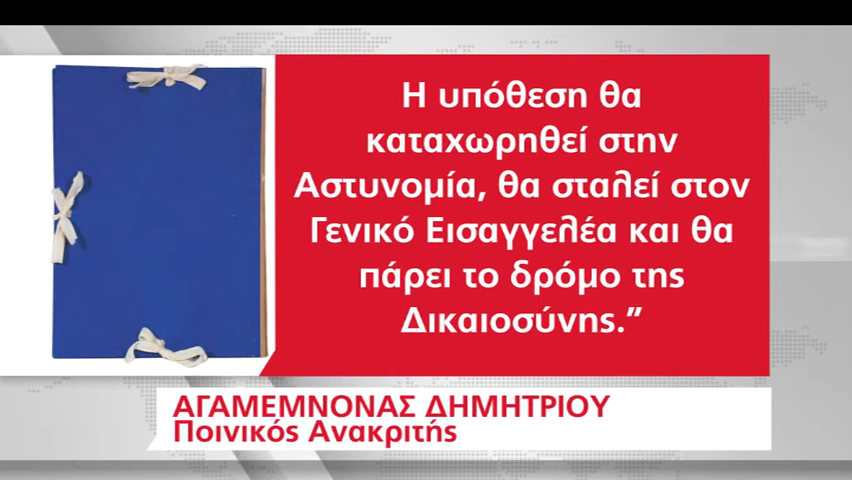 Η υπόθεση θα
καταχωρηθεί στην
Αστυνομία, θα σταλεί στον
Γενικό Εισαγγελέα και θα
πάρει το δρόμο της
Δικαιοσύνης.”
ΑΓΑΜΕΜΝΟΝΑΣ ΔΗΜΗΤΡΙΟΥ
Ποινικός Ανακριτής